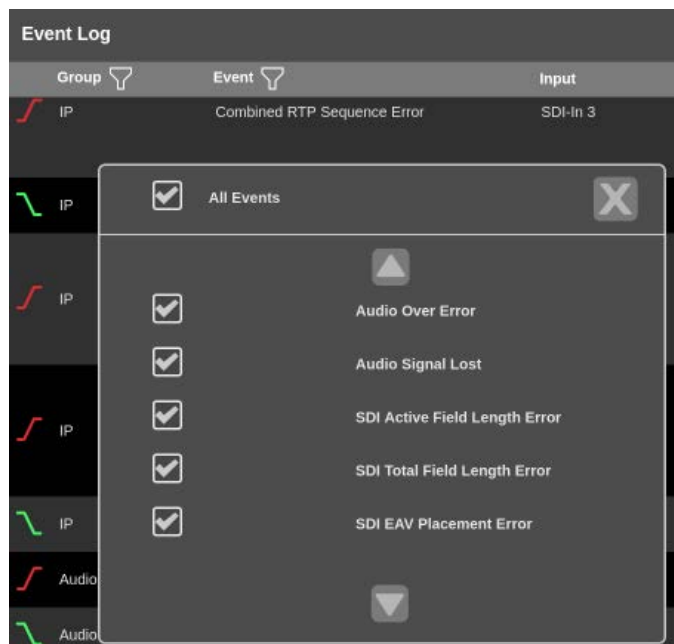 Event Log
Group Event Input
IP Combined RTP Sequence Error SDI-In 3
All Events X
IP
Audio Over Error
IP
Audio Signal Lost
SDI Active Field Length Error
IP
SDI Total Field Length Error
IP SDI EAV Placement Error
Audio
Audio